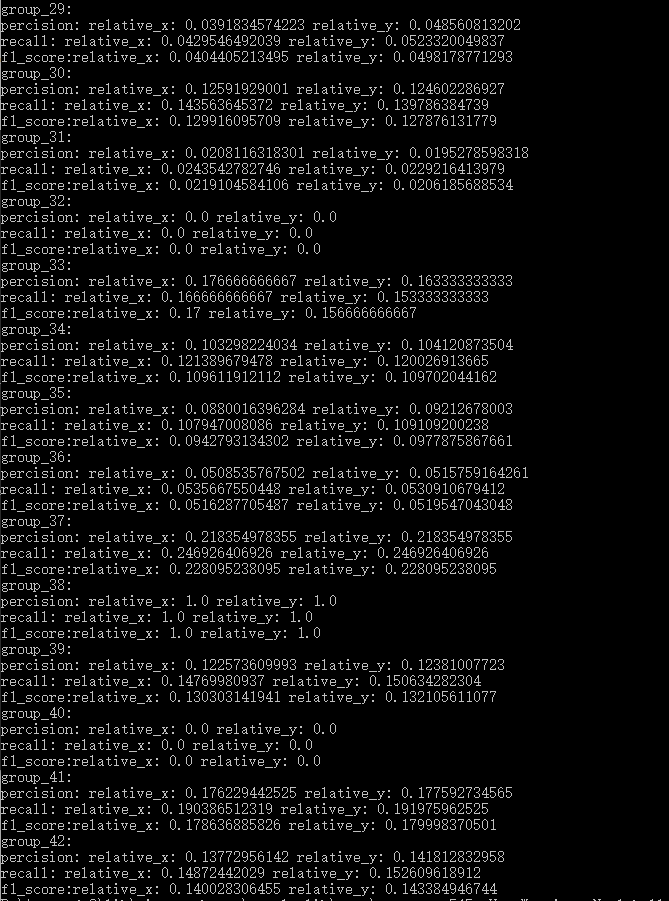 group_29:
percision: relative_x: 0.0391834574223 relative_y: 0.048560813202
recall: relative_x: 0.0429546492039 relative_y: 0.0523320049837
f1_score:relative_x: 0.0404405213495 relative_y: 0.0498178771293
group_30:
percision: relative_x: 0.12591929001 relative_y: 0.124602286927
recall: relative_x: 0.143563645372 relative_y: 0.139786384739
f1_score:relative_x: 0.129916095709 relative_y: 0.127876131779
group_31:
percision: relative_x: 0.0208116318301 relative_y: 0.0195278598318
recall: relative_x: 0.0243542782746 relative_y: 0.0229216413979
f1_score:relative_x: 0.0219104584106 relative_y: 0.0206185688534
group_32:
percision: relative_x: 0.0 relative_y: 0.0
recall: relative_x: 0.0 relative_y: 0.0
f1_score:relative_x: 0.0 relative_y: 0.0
group_33:
percision: relative_x: 0.176666666667 relative_y: 0.163333333333
recall: relative_x: 0.166666666667 relative_y: 0.153333333333
f1_score:relative_x: 0.17 relative_y: 0.156666666667
group_34:
percision: relative_x: 0.103298224034 relative_y: 0.104120873504
recall: relative_x: 0.121389679478 relative_y: 0.120026913665
f1_score:relative_x: 0.109611912112 relative_y: 0.109702044162
group_35:
percision: relative_x: 0.0880016396284 relative_y: 0.09212678003
recall: relative_x: 0.107947008086 relative_y: 0.109109200238
f1_score:relative_x: 0.0942793134302 relative_y: 0.0977875867661
group_36:
percision: relative_x: 0.0508535767502 relative_y: 0.0515759164261
recall: relative_x: 0.0535667550448 relative_y: 0.0530910679412
f1_score:relative_x: 0.0516287705487 relative_y: 0.0519547043048
group_37:
percision: relative_x: 0.218354978355 relative_y: 0.218354978355
recall: relative_x: 0.246926406926 relative_y: 0.246926406926
f1_score:relative_x: 0.228095238095 relative_y: 0.228095238095
group_38:
percision: relative_x: 1.0 relative_y: 1.0
recall: relative_x: 1.0 relative_y: 1.0
f1_score:relative_x: 1.0 relative_y: 1.0
group_39:
percision: relative_x: 0.122573609993 relative_y: 0.12381007723
recall: relative_x: 0.14769980937 relative_y: 0.150634282304
f1_score:relative_x: 0.130303141941 relative_y: 0.132105611077
group_40:
percision: relative_x: 0.0 relative_y: 0.0
recall: relative_x: 0.0 relative_y: 0.0
f1_score:relative_x: 0.0 relative_y: 0.0
group_41:
percision: relative_x: 0.176229442525 relative_y: 0.177592734565
recall: relative_x: 0.190386512319 relative_y: 0.191975962525
f1_score:relative_x: 0.178636885826 relative_y: 0.179998370501
group_42:
percision: relative_x: 0.13772956142 relative_y: 0.141812832958
recall: relative_x: 0.14872442029 relative_y: 0.152609618912
f1_score:relative_x: 0.140028306455 relative_y: 0.143384946744